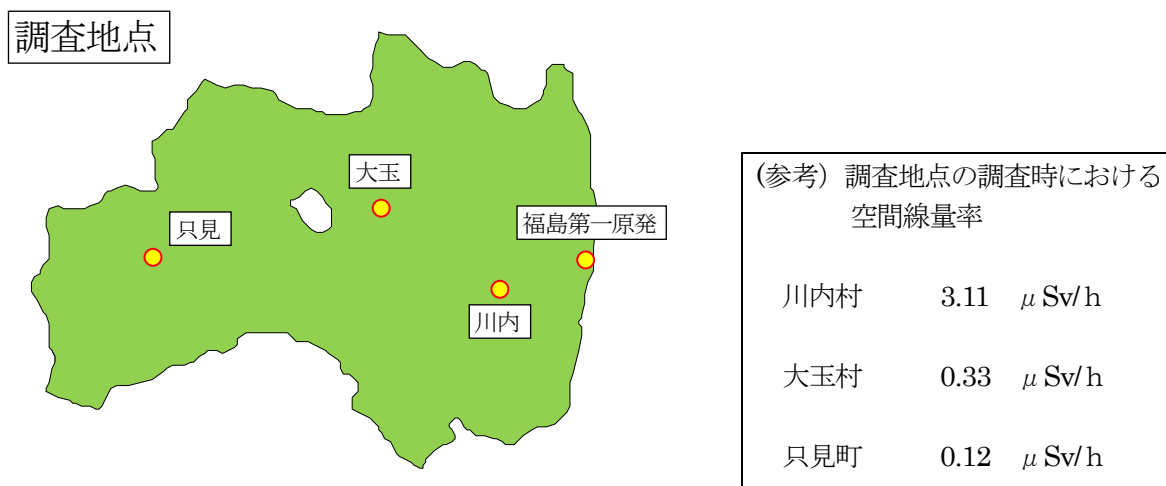 調査地点
大玉
只見
福島第一原発
川内
(参考) 調査地点の調査時における
空間線量率
川内村 3.11 μSv/h
大玉村 0.33 μSv/h
只見町 0.12 μSv/h